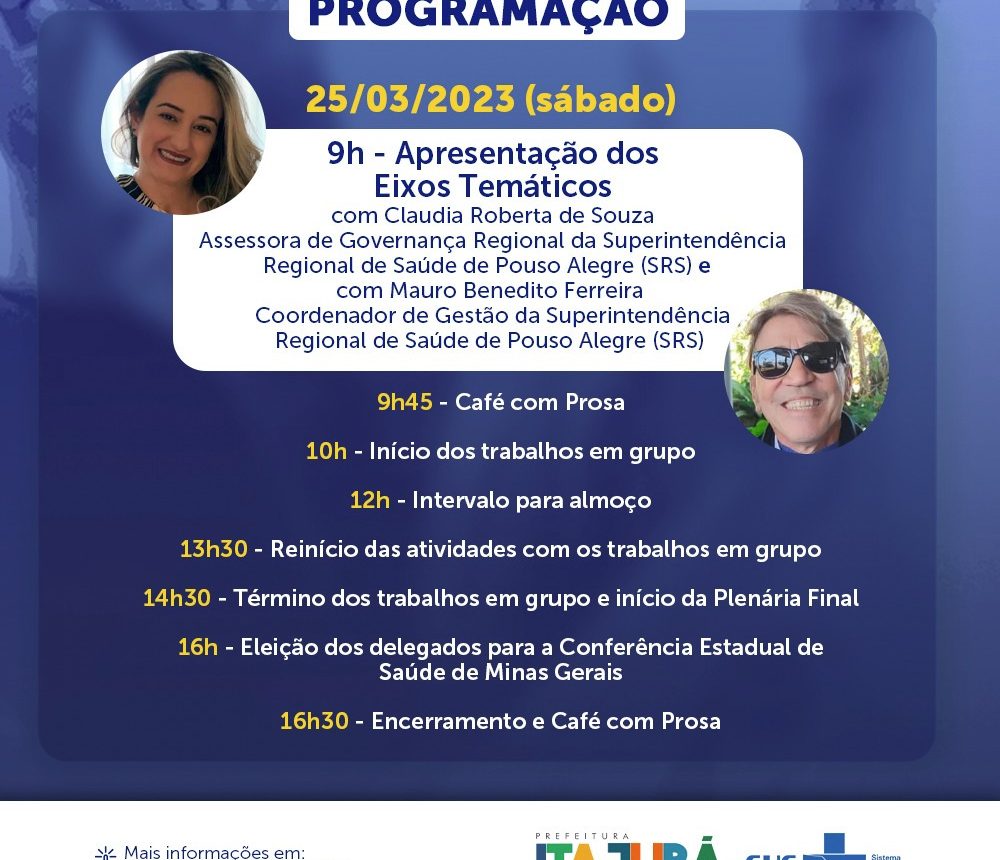 PROGRAMAÇÃO
25/03/2023 (sábado)
9h - Apresentação dos
Eixos Temáticos
com Claudia Roberta de Souza
Assessora de Governança Regional da Superintendência
Regional de Saúde de Pouso Alegre (SRS) e
com Mauro Benedito Ferreira
Coordenador de Gestão da Superintendência
Regional de Saúde de Pouso Alegre (SRS)
9h45 - Café com Prosa
10h - Início dos trabalhos em grupo
12h - Intervalo para almoço
13h30 - Reinício das atividades com os trabalhos em grupo
14h30 - Término dos trabalhos em grupo e início da Plenária Final
16h - Eleição dos delegados para a Conferência Estadual de
Saúde de Minas Gerais
16h30 - Encerramento e Café com Prosa
Mais informações em:
PREFEITURA
ITAJUBÁ
SUS
Sistema